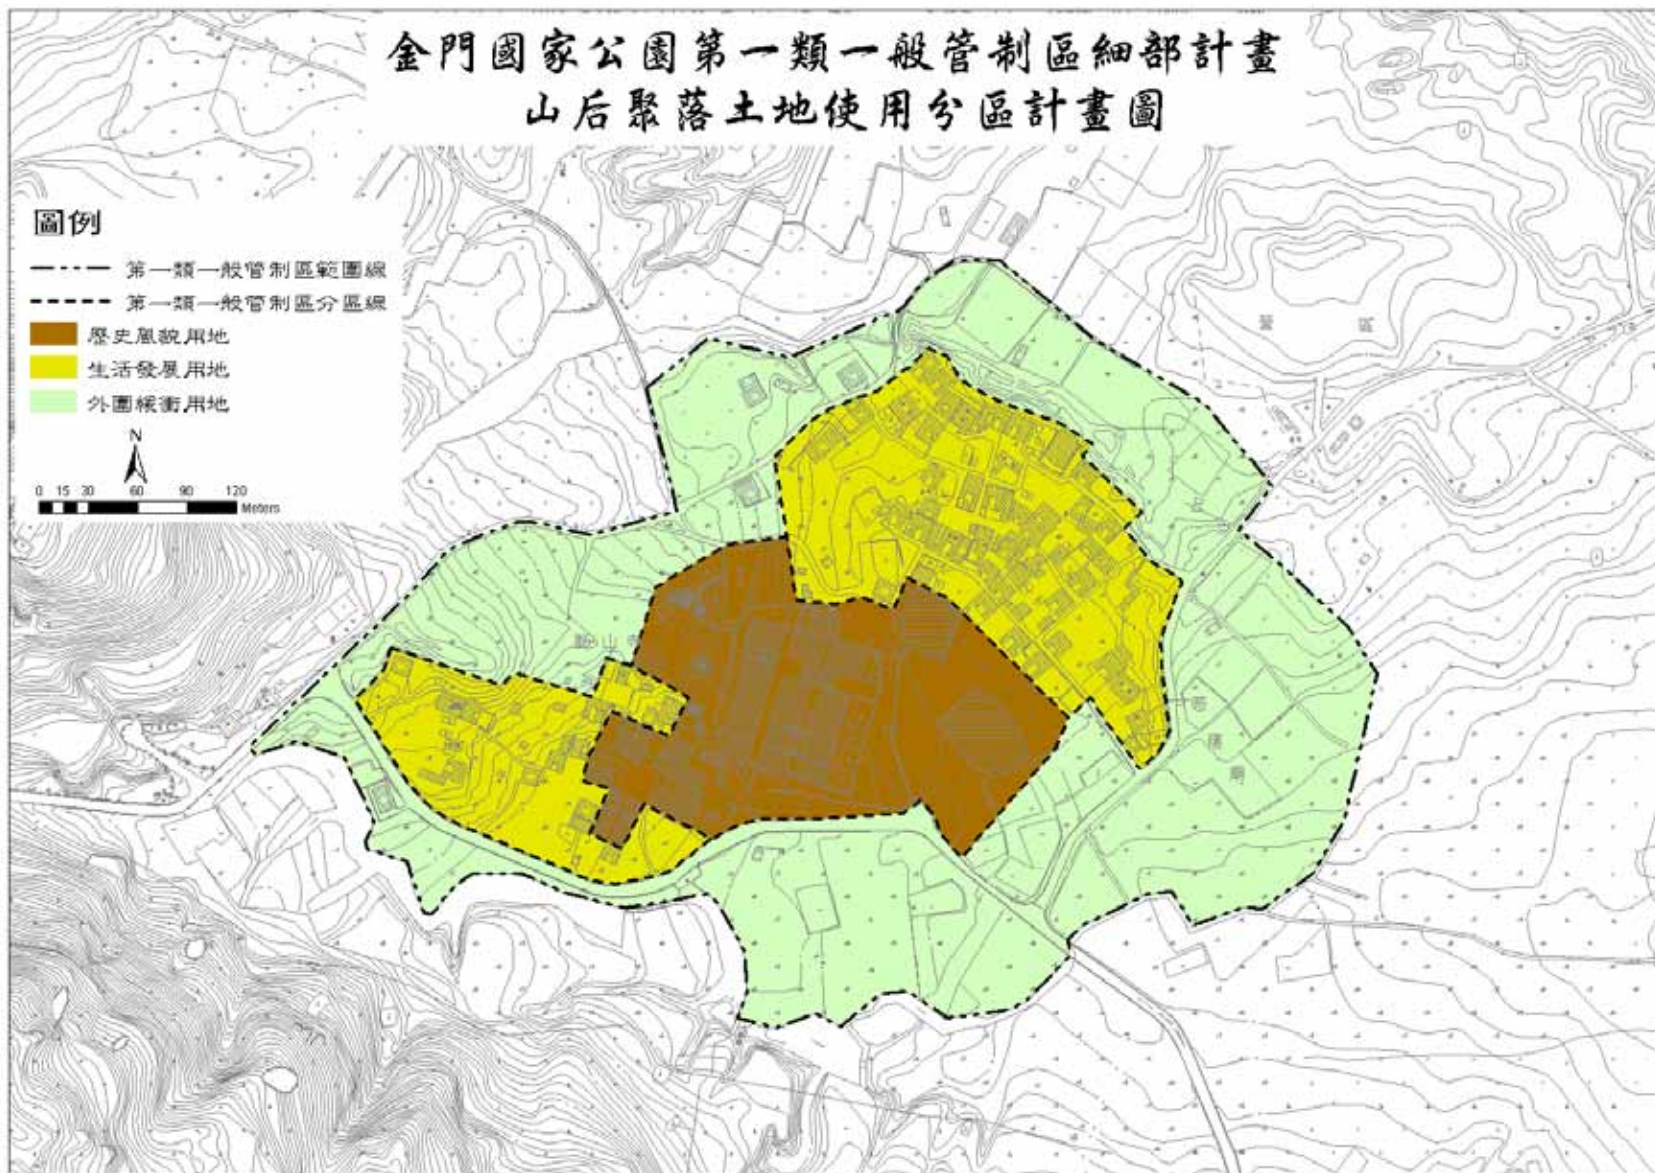 金門國家公園第一類一般管制區細部計畫
山后聚落土地使用分區計畫圖
圖例
第一類一般管制區範圍線
第一類一般管制區分區線
歷史風貌用地
生活發展用地
外圍緩衝用地
N
0 15 30 60 90 120
Meters
營 區